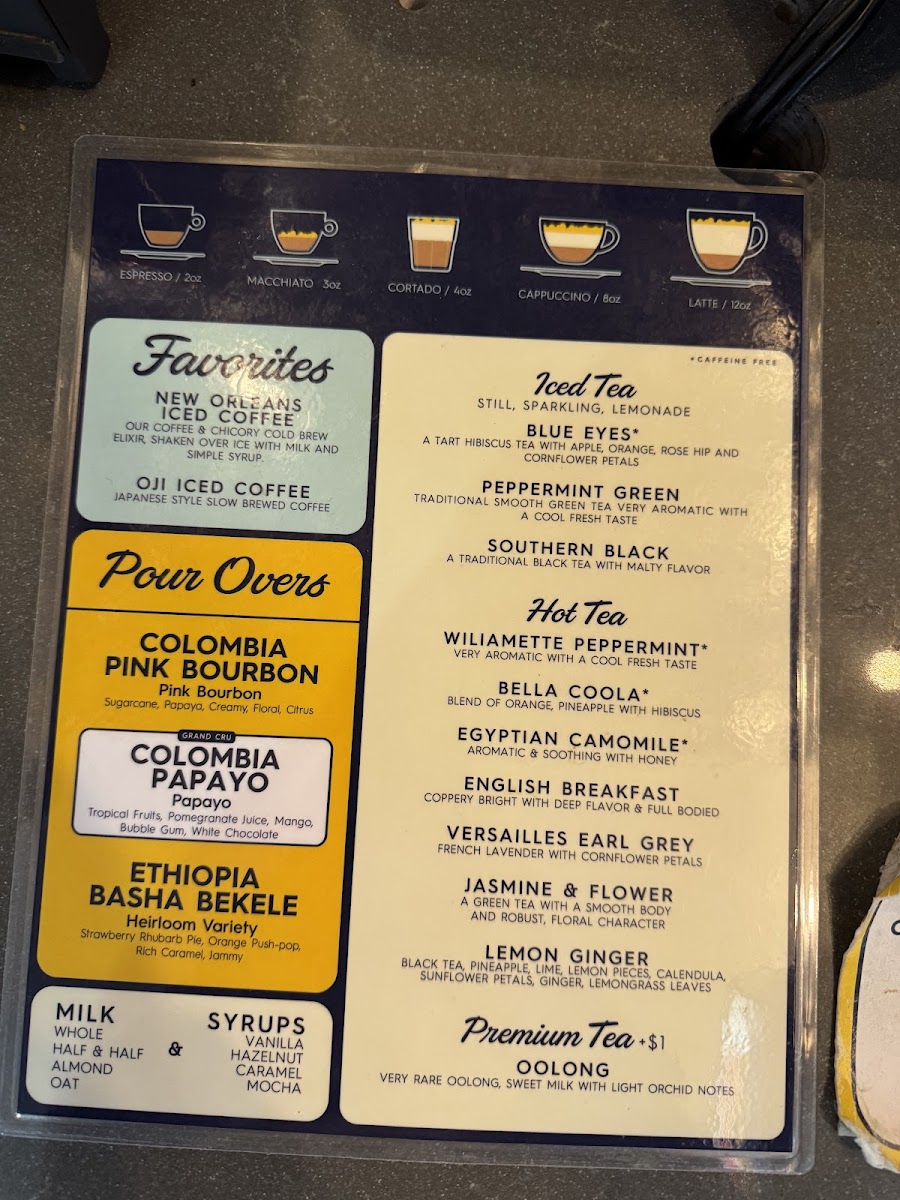 ESPRESSO / 2oz
MACCHIATO 3oz
CORTADO / 4oz
CAPPUCCINO / 8oz
LATTE / 12oz
Favorites
NEW ORLEANS
ICED COFFEE
OUR COFFEE & CHICORY COLD BREW
ELIXIR, SHAKEN OVER ICE WITH MILK AND
SIMPLE SYRUP.
OJI ICED COFFEE
JAPANESE STYLE SLOW BREWED COFFEE
Pour Overs
COLOMBIA
PINK BOURBON
Pink Bourbon
Sugarcane, Papaya, Creamy, Floral, Citrus
GRAND CRU
COLOMBIA
PAPAYO
Papayo
Tropical Fruits, Pomegranate Juice, Mango,
Bubble Gum, White Chocolate
ETHIOPIA
BASHA BEKELE
Heirloom Variety
Strawberry Rhubarb Pie, Orange Push-pop,
Rich Caramel, Jammy
MILK
WHOLE
HALF & HALF
ALMOND
OAT
&
SYRUPS
VANILLA
HAZELNUT
CARAMEL
MOCHA
*CAFFEINE FREE
Iced Tea
STILL, SPARKLING, LEMONADE
BLUE EYES*
A TART HIBISCUS TEA WITH APPLE, ORANGE, ROSE HIP AND
CORNFLOWER PETALS
PEPPERMINT GREEN
TRADITIONAL SMOOTH GREEN TEA VERY AROMATIC WITH
A COOL FRESH TASTE
SOUTHERN BLACK
A TRADITIONAL BLACK TEA WITH MALTY FLAVOR
Hot Tea
WILIAMETTE PEPPERMINT*
VERY AROMATIC WITH A COOL FRESH TASTE
BELLA COOLA*
BLEND OF ORANGE, PINEAPPLE WITH HIBISCUS
EGYPTIAN CAMOMILE*
AROMATIC & SOOTHING WITH HONEY
ENGLISH BREAKFAST
COPPERY BRIGHT WITH DEEP FLAVOR & FULL BODIED
VERSAILLES EARL GREY
FRENCH LAVENDER WITH CORNFLOWER PETALS
JASMINE & FLOWER
A GREEN TEA WITH A SMOOTH BODY
AND ROBUST, FLORAL CHARACTER
LEMON GINGER
BLACK TEA, PINEAPPLE, LIME, LEMON PIECES, CALENDULA,
SUNFLOWER PETALS, GINGER, LEMONGRASS LEAVES
Premium Tea +$1
OOLONG
VERY RARE OOLONG, SWEET MILK WITH LIGHT ORCHID NOTES